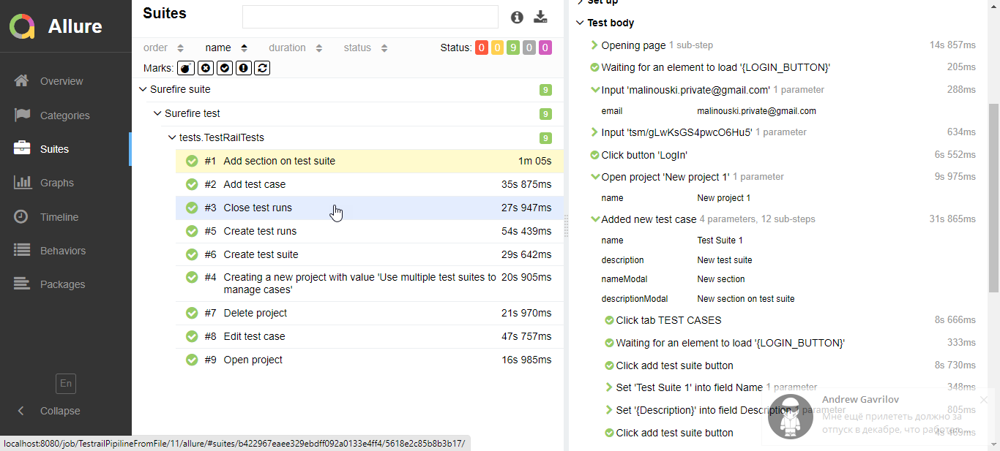 Allure
Overview
Categories
Suites
Graphs
Timeline
Behaviors
Packages
En
Collapse
Suites
order name duration status Status: 0 0 9 0 0
Marks:
Surefire suite 9
Surefire test 9
tests.TestRailTests 9
#1 Add section on test suite 1m 05s
#2 Add test case 35s 875ms
#3 Close test runs 27s 947ms
#5 Create test runs 54s 439ms
#6 Create test suite 29s 642ms
#4 Creating a new project with value 'Use multiple test suites to 20s 905ms
manage cases'
#7 Delete project 21s 970ms
#8 Edit test case 47s 757ms
#9 Open project 16s 985ms
localhost:8080/job/TestrailPipilineFromFile/11/allure/#suites/b422967eaee329ebdff092a0133e4ff4/5618e2c85b8b3b17/
Set up
Test body
Opening page 1 sub-step 14s 857ms
Waiting for an element to load '{LOGIN_BUTTON}' 205ms
Input 'malinouski.private@gmail.com' 1 parameter 288ms
email malinouski.private@gmail.com
Input 'tsm/gLwKsGS4pwcO6Hu5' 1 parameter 634ms
Click button 'LogIn' 6s 552ms
Open project 'New project 1' 1 parameter 9s 975ms
name New project 1
Added new test case 4 parameters, 12 sub-steps 31s 865ms
name Test Suite 1
description New test suite
nameModal New section
descriptionModal New section on test suite
Click tab TEST CASES 8s 666ms
Waiting for an element to load '{LOGIN_BUTTON}' 333ms
Click add test suite button 8s 730ms
Set 'Test Suite 1' into field Name 1 parameter 348ms
Set '{Description}' into field Description parameter 805ms
Click add test suite button 4s 469ms
Andrew Gavrilov
Мне ещё прилететь должно за
отпуск в декабре, что